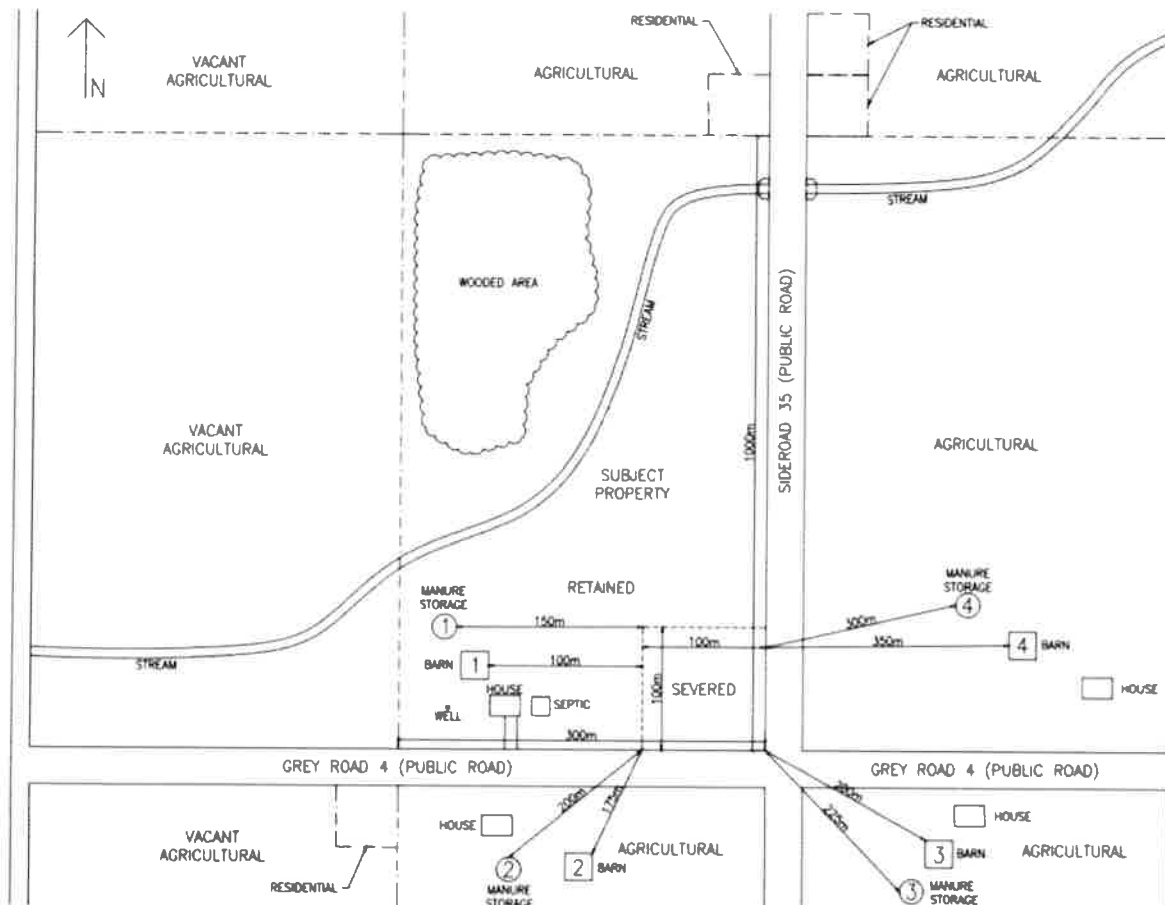 RESIDENTIAL
RESIDENTIAL
N
VACANT
AGRICULTURAL
AGRICULTURAL
AGRICULTURAL
STREAM
WOODED AREA
STREAM
SIDEROAD 35 (PUBLIC ROAD)
1000m
VACANT
AGRICULTURAL
AGRICULTURAL
SUBJECT
PROPERTY
RETAINED
MANURE
STORAGE
1
150m
MANURE
STORAGE
4
300m
100m
350m
4
BARN
BARN
1
100m
STREAM
100m
SEVERED
HOUSE
SEPTIC
WELL
HOUSE
300m
GREY ROAD 4 (PUBLIC ROAD)
GREY ROAD 4 (PUBLIC ROAD)
200m
175m
225m
HOUSE
HOUSE
VACANT
AGRICULTURAL
AGRICULTURAL
AGRICULTURAL
3
BARN
2
2
BARN
RESIDENTIAL
MANURE
STORAGE
3
MANURE
STORAGE